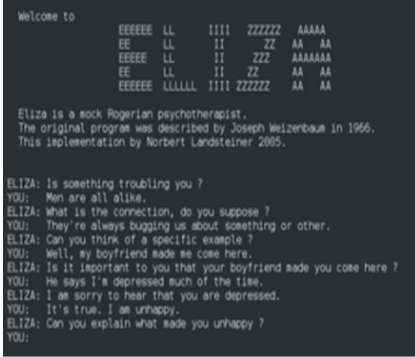 Welcome to
EEEEEE LL IIII ZZZZZZ AAAAA
EE LL II ZZ AA AA
EEEEE LL II ZZZ AAAAAAA
EE LL II ZZ AA AA
EEEEEE LLLLLL IIII ZZZZZZ AA AA
Eliza is a mock Rogerian psychotherapist.
The original program was described by Joseph Weizenbaum in 1966.
This implementation by Norbert Landsteiner 2005.
ELIZA: Is something troubling you ?
YOU: Men are all alike.
ELIZA: What is the connection, do you suppose ?
YOU: They're always bugging us about something or other.
ELIZA: Can you think of a specific example ?
YOU: Well, my boyfriend made me come here.
ELIZA: Is it important to you that your boyfriend made you come here ?
YOU: He says I'm depressed much of the time.
ELIZA: I am sorry to hear that you are depressed.
YOU: It's true. I am unhappy.
ELIZA: Can you explain what made you unhappy ?
YOU: